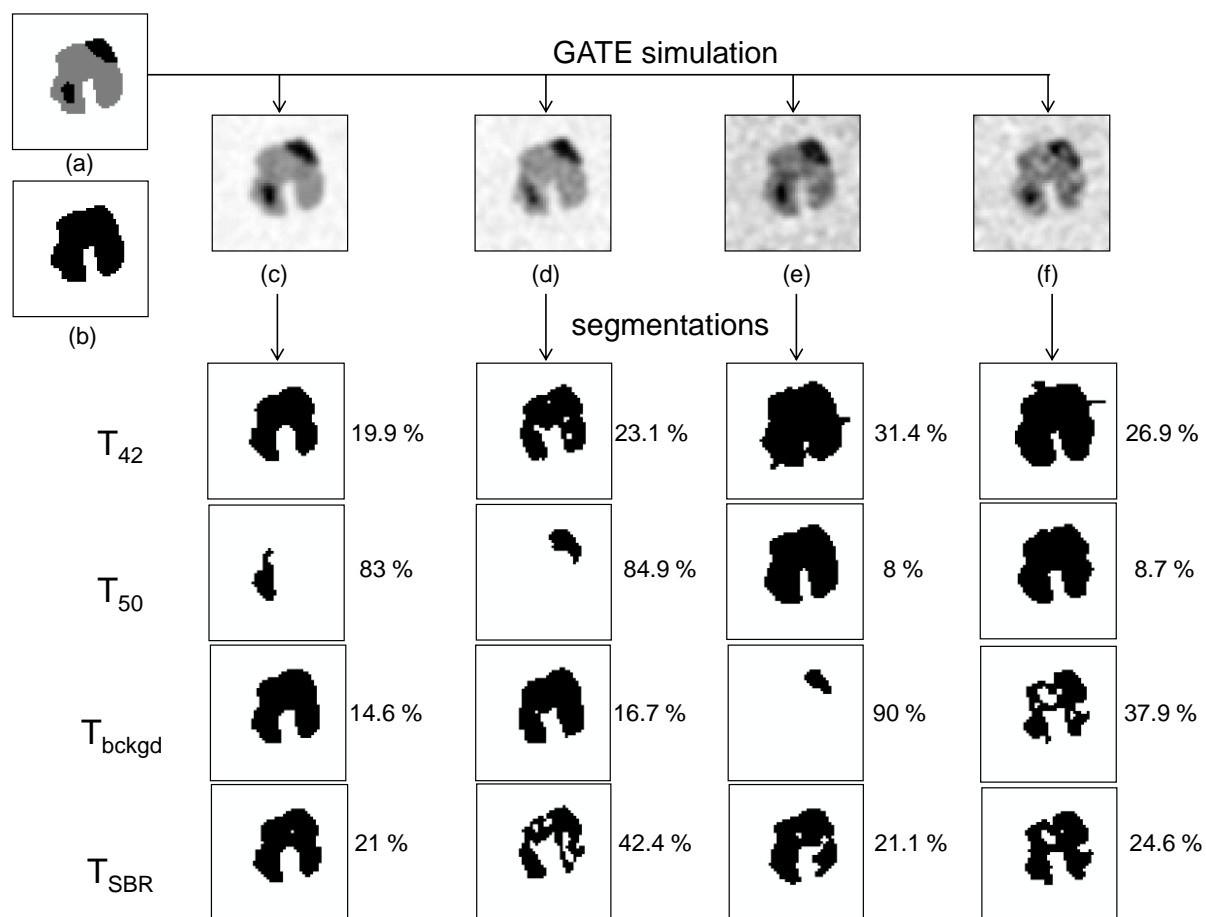 GATE simulation
(a)
(b)
(c) (d) (e) (f)
segmentations
T42 19.9 % 23.1 % 31.4 % 26.9 %
T50 83 % 84.9 % 8 % 8.7 %
Tbckgd 14.6 % 16.7 % 90 % 37.9 %
TSBR 21 % 42.4 % 21.1 % 24.6 %